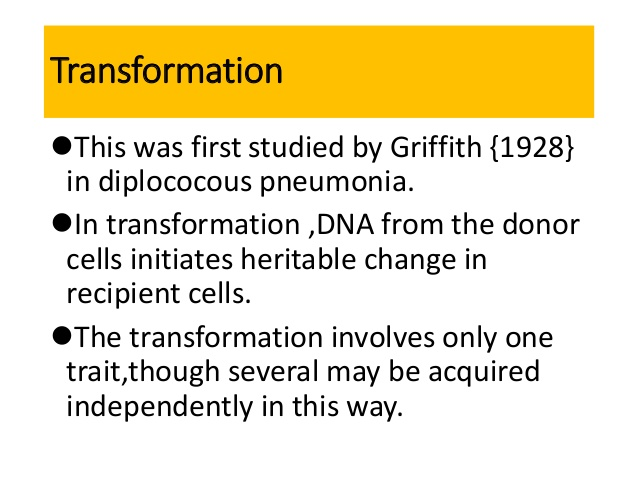 Transformation
●This was first studied by Griffith {1928}
in diplococous pneumonia.
●In transformation ,DNA from the donor
cells initiates heritable change in
recipient cells.
●The transformation involves only one
trait,though several may be acquired
independently in this way.